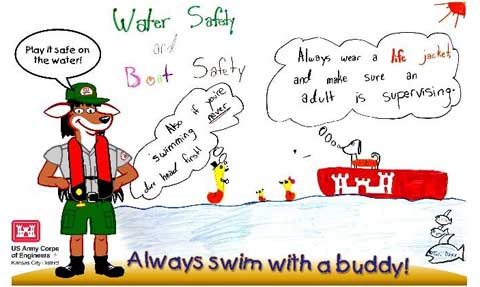 Water Safety
and
Boat Safety
Play it safe on
the water!
Always wear a life jacket,
and make sure an
adult is supervising.
Also if you're
swimming never
dive head first!
US Army Corps
of Engineers
Kansas City District
Always swim with a buddy!